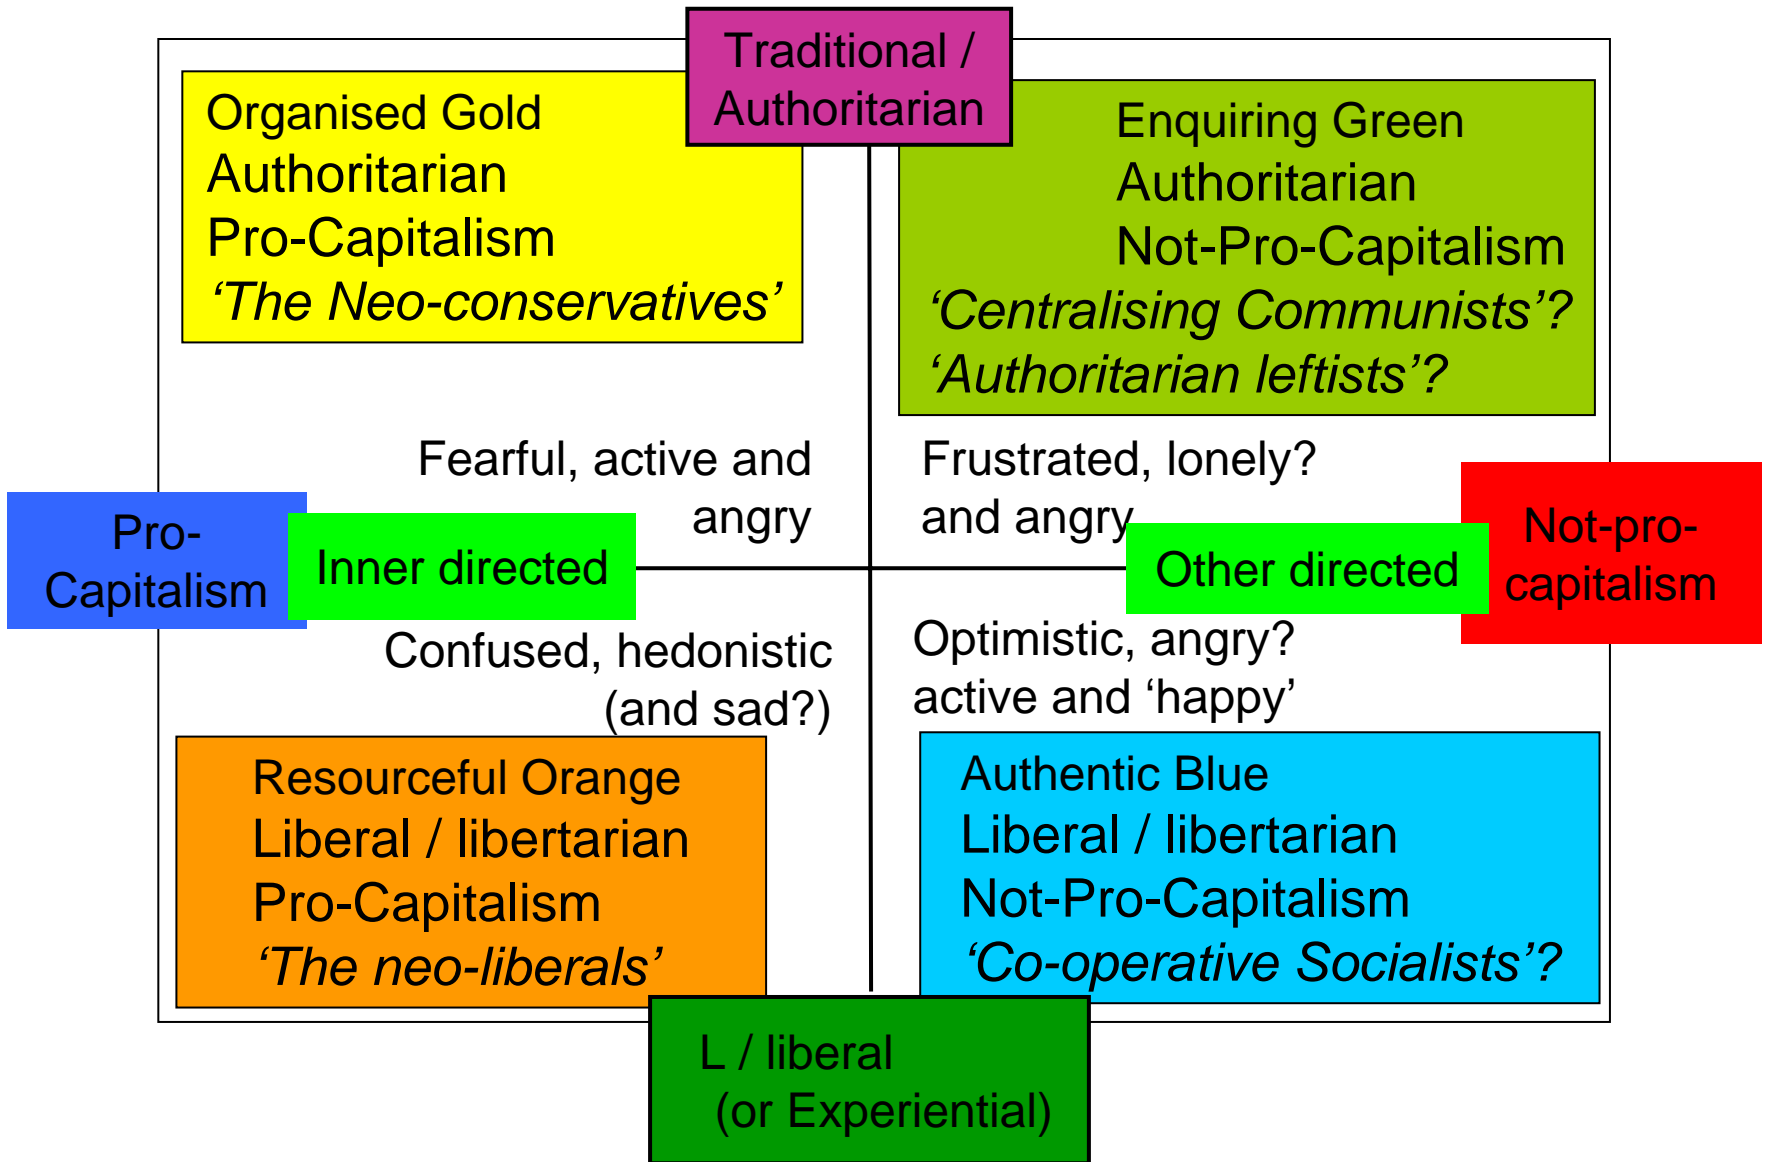 Traditional /
Authoritarian
Organised Gold
Authoritarian
Pro-Capitalism
‘The Neo-conservatives’
Enquiring Green
Authoritarian
Not-Pro-Capitalism
‘Centralising Communists’?
‘Authoritarian leftists’?
Fearful, active and
angry
Frustrated, lonely?
and angry
Pro-
Capitalism
Inner directed
Other directed
Not-pro-
capitalism
Confused, hedonistic
(and sad?)
Optimistic, angry?
active and ‘happy’
Resourceful Orange
Liberal / libertarian
Pro-Capitalism
‘The neo-liberals’
Authentic Blue
Liberal / libertarian
Not-Pro-Capitalism
‘Co-operative Socialists’?
L / liberal
(or Experiential)